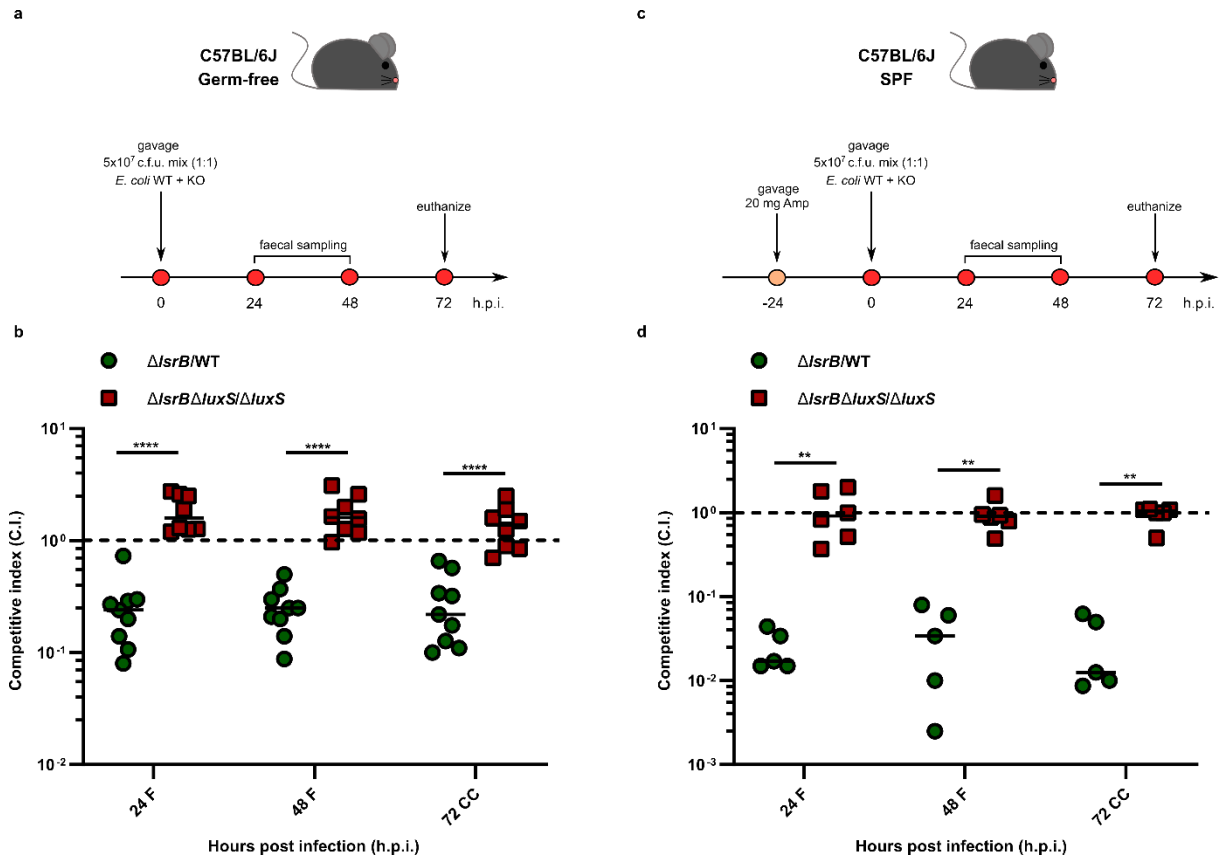 a
C57BL/6J
Germ-free
gavage
5x10⁷ c.f.u. mix (1:1)
E. coli WT + KO
faecal sampling
euthanize
0
24
48
72
h.p.i.
b
ΔlsrB/WT
ΔlsrBΔluxS/ΔluxS
Competitive index (C.I.)
10¹
10⁰
10⁻¹
10⁻²
****
****
****
24 F
48 F
72 CC
Hours post infection (h.p.i.)
c
C57BL/6J
SPF
gavage
20 mg Amp
gavage
5x10⁷ c.f.u. mix (1:1)
E. coli WT + KO
faecal sampling
euthanize
-24
0
24
48
72
h.p.i.
d
ΔlsrB/WT
ΔlsrBΔluxS/ΔluxS
Competitive index (C.I.)
10¹
10⁰
10⁻¹
10⁻²
10⁻³
**
**
**
24 F
48 F
72 CC
Hours post infection (h.p.i.)